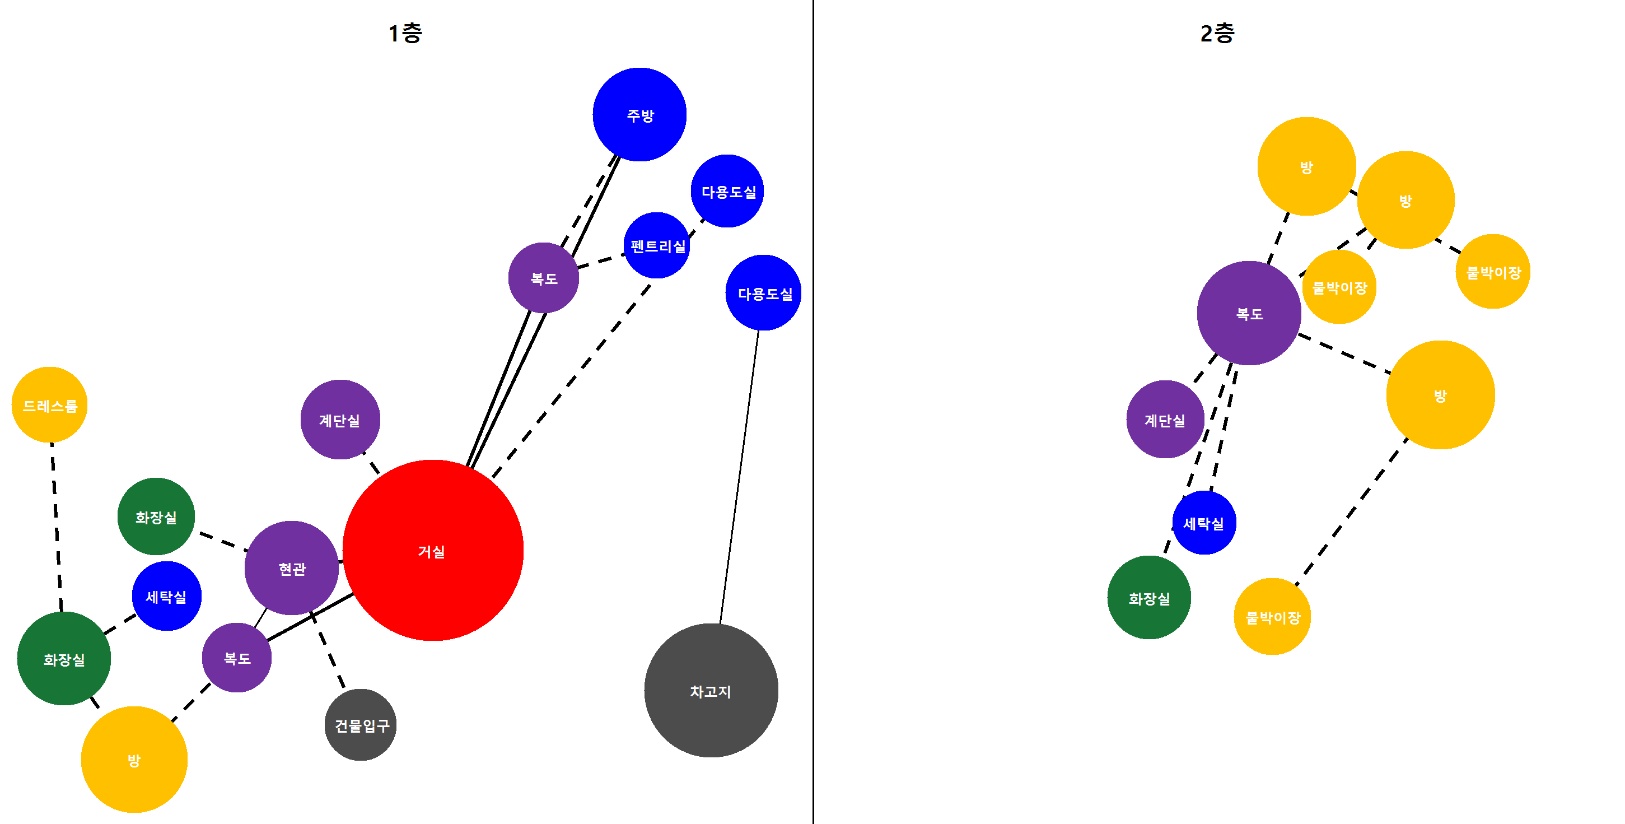 1층
주방
다용도실
펜트리실
복도
다용도실
드레스룸
계단실
화장실
거실
현관
세탁실
복도
화장실
차고지
건물입구
방
2층
방
방
붙박이장
붙박이장
복도
방
계단실
세탁실
화장실
붙박이장